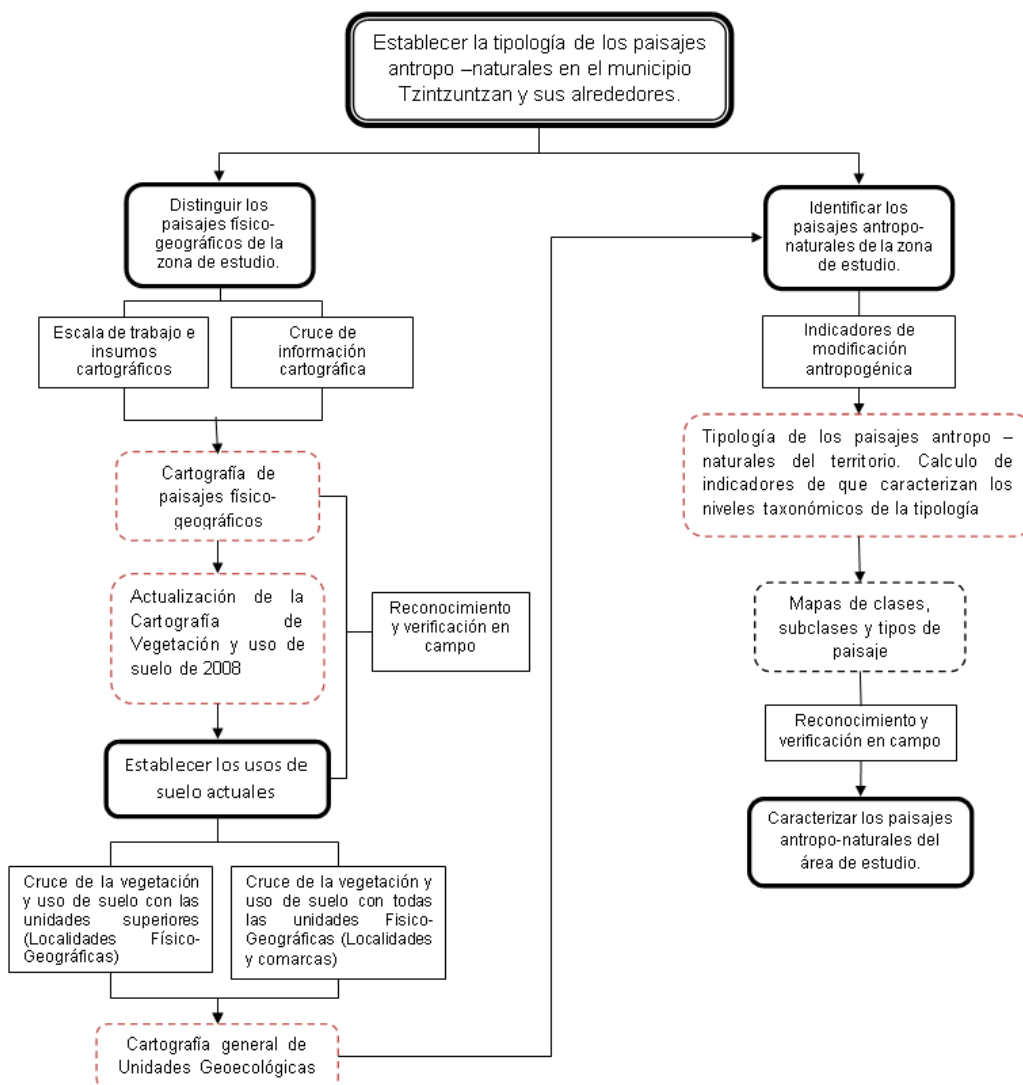 Establecer la tipología de los paisajes
antropo –naturales en el municipio
Tzintzuntzan y sus alrededores.
Distinguir los
paisajes físico-
geográficos de la
zona de estudio.
Identificar los
paisajes antropo-
naturales de la zona
de estudio.
Escala de trabajo e
insumos
cartográficos
Cruce de
información
cartográfica
Indicadores de
modificación
antropogénica
Cartografía de
paisajes físico-
geográficos
Tipología de los paisajes antropo –
naturales del territorio. Calculo de
indicadores de que caracterizan los
niveles taxonómicos de la tipología
Actualización de la
Cartografía de
Vegetación y uso de
suelo de 2008
Reconocimiento
y verificación en
campo
Mapas de clases,
subclases y tipos de
paisaje
Establecer los usos de
suelo actuales
Reconocimiento y
verificación en campo
Caracterizar los paisajes
antropo-naturales del
área de estudio.
Cruce de la vegetación
y uso de suelo con las
unidades superiores
(Localidades Físico-
Geográficas)
Cruce de la vegetación y
uso de suelo con todas
las unidades Fisico-
Geográficas (Localidades
y comarcas)
Cartografía general de
Unidades Geoecológicas